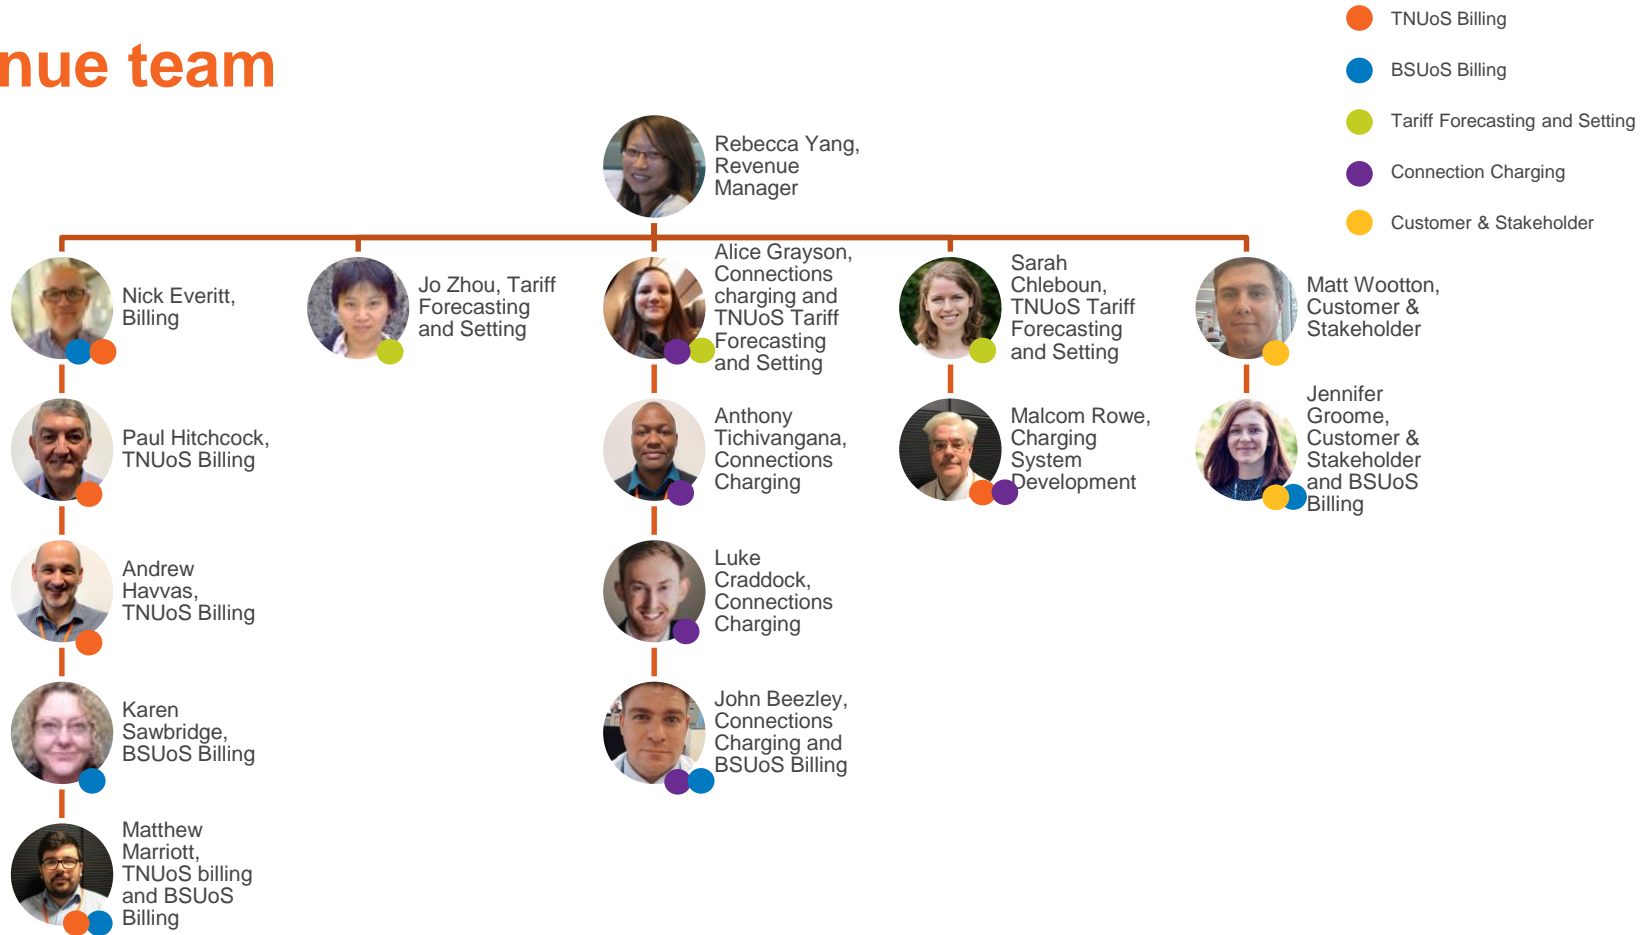 nue team
TNUoS Billing
BSUoS Billing
Tariff Forecasting and Setting
Connection Charging
Customer & Stakeholder
Rebecca Yang,
Revenue
Manager
Nick Everitt,
Billing
Jo Zhou, Tariff
Forecasting
and Setting
Alice Grayson,
Connections
charging and
TNUoS Tariff
Forecasting
and Setting
Sarah
Chleboun,
TNUoS Tariff
Forecasting
and Setting
Matt Wootton,
Customer &
Stakeholder
Paul Hitchcock,
TNUoS Billing
Anthony
Tichivangana,
Connections
Charging
Malcom Rowe,
Charging
System
Development
Jennifer
Groome,
Customer &
Stakeholder
and BSUoS
Billing
Andrew
Havvas,
TNUoS Billing
Luke
Craddock,
Connections
Charging
Karen
Sawbridge,
BSUoS Billing
John Beezley,
Connections
Charging and
BSUoS Billing
Matthew
Marriott,
TNUoS billing
and BSUoS
Billing